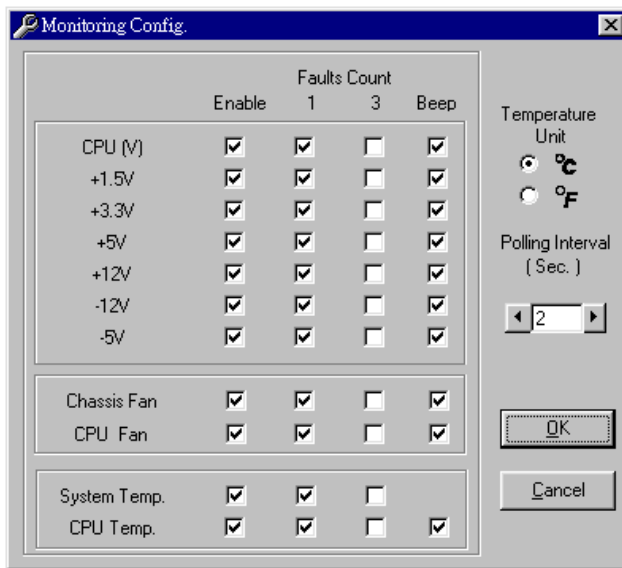 Monitoring Config.
Faults Count
Enable 1 3 Beep
CPU (V)
+1.5V
+3.3V
+5V
+12V
-12V
-5V
Chassis Fan
CPU Fan
System Temp.
CPU Temp.
Temperature
Unit
°C
°F
Polling Interval
( Sec. )
2
OK
Cancel